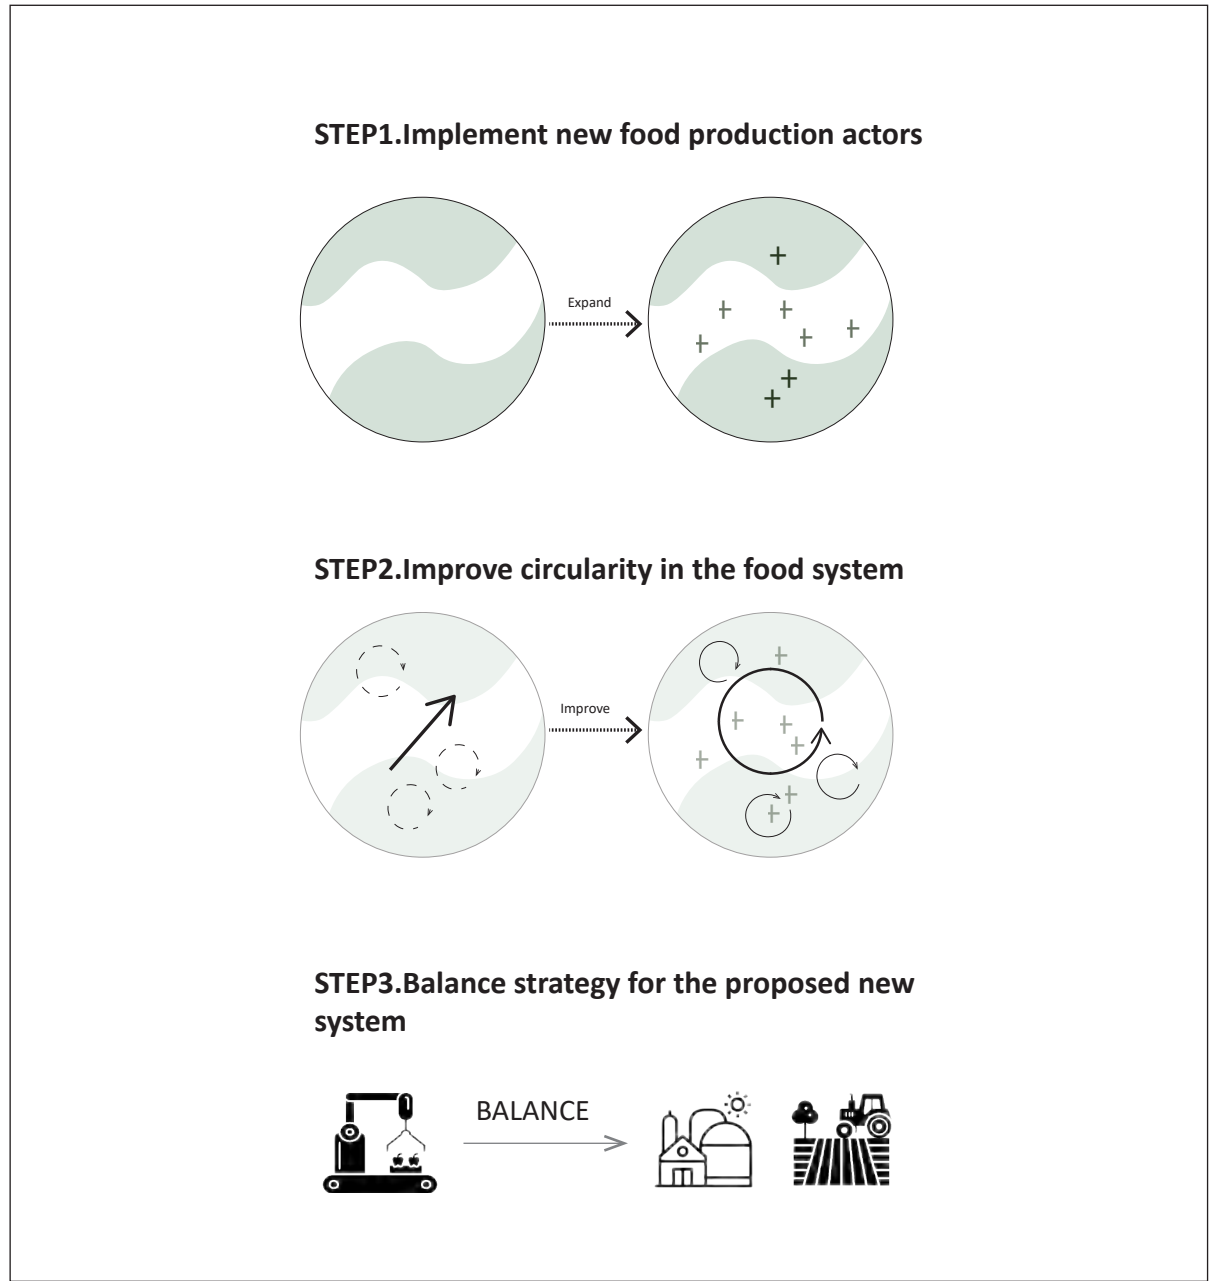 STEP1.Implement new food production actors
Expand
STEP2.Improve circularity in the food system
Improve
STEP3.Balance strategy for the proposed new
system
BALANCE